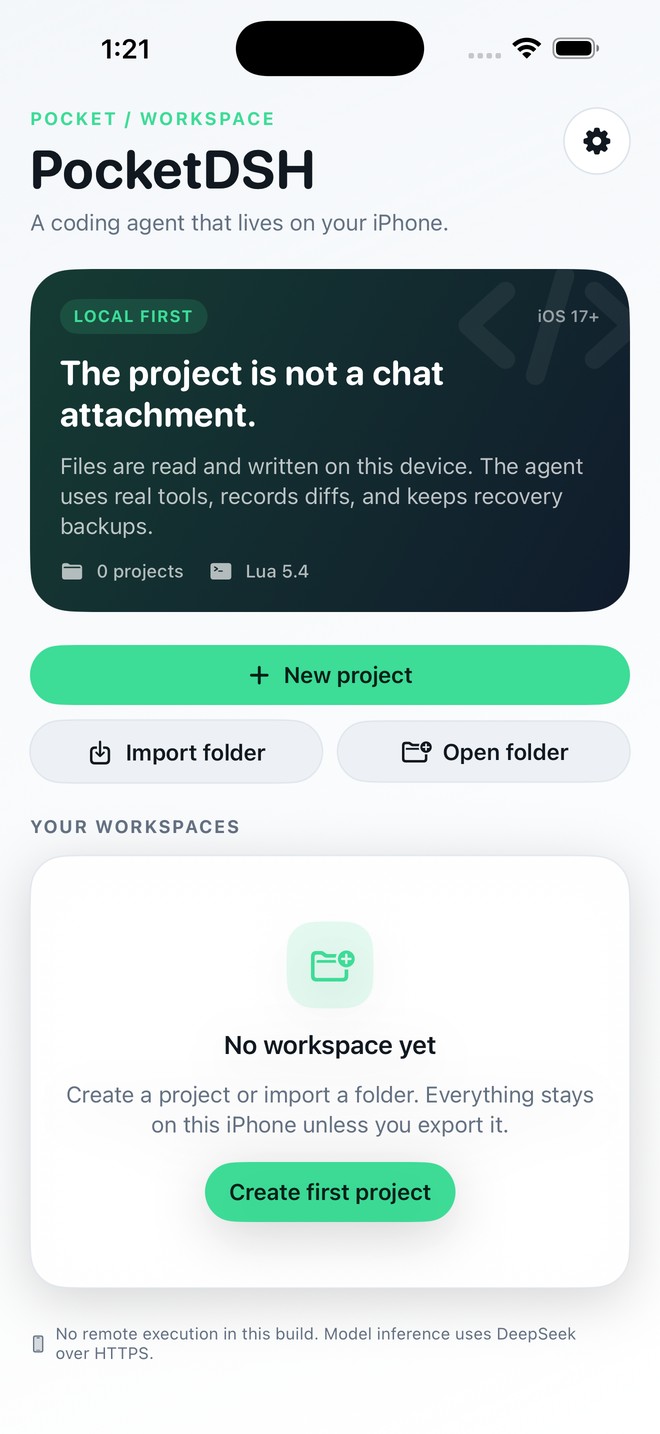 1:21
POCKET / WORKSPACE
PocketDSH
A coding agent that lives on your iPhone.
LOCAL FIRST
iOS 17+
The project is not a chat
attachment.
Files are read and written on this device. The agent
uses real tools, records diffs, and keeps recovery
backups.
0 projects
Lua 5.4
New project
Import folder
Open folder
YOUR WORKSPACES
No workspace yet
Create a project or import a folder. Everything stays
on this iPhone unless you export it.
Create first project
No remote execution in this build. Model inference uses DeepSeek
over HTTPS.